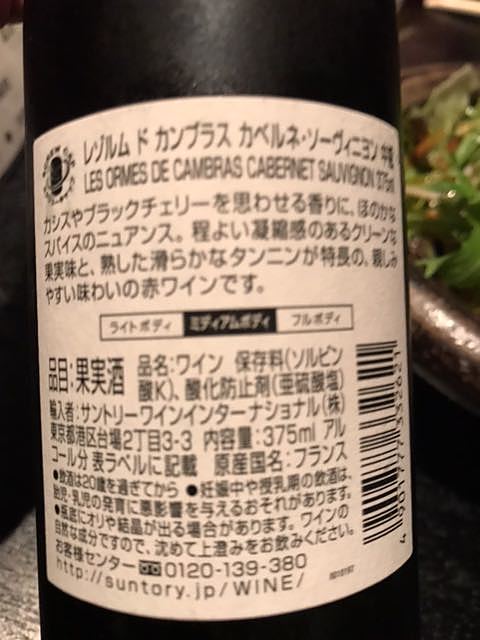 レゾルム ド カンブラス カベルネ・ソーヴィニヨン 赤
LES ORMES DE CAMBRAS CABERNET SAUVIGNON 375ml
カシスやブラックチェリーを思わせる香りに、ほのかな
スパイスのニュアンス。程よい凝縮感のあるクリーンな
果実味と、熟した滑らかなタンニンが特長の、親しみ
やすい味わいの赤ワインです。
ライトボディ ミディアムボディ フルボディ
品目:果実酒 品名:ワイン 保存料(ソルビン
酸K)、酸化防止剤(亜硫酸塩)
輸入者:サントリーワインインターナショナル(株)
東京都港区台場2丁目3-3 内容量:375ml アル
コール分 表ラベルに記載 原産国名:フランス
●飲酒は20歳を過ぎてから ●妊娠中や授乳期の飲酒は、
胎児・乳児の発育に悪影響を与えるおそれがあります。
●瓶底にオリや結晶が出る場合があります。ワインの
自然な成分ですので、沈めて上澄みをお飲みください。
お客様センター 0120-139-380
http://suntory.jp/WINE/
4 901777 332621